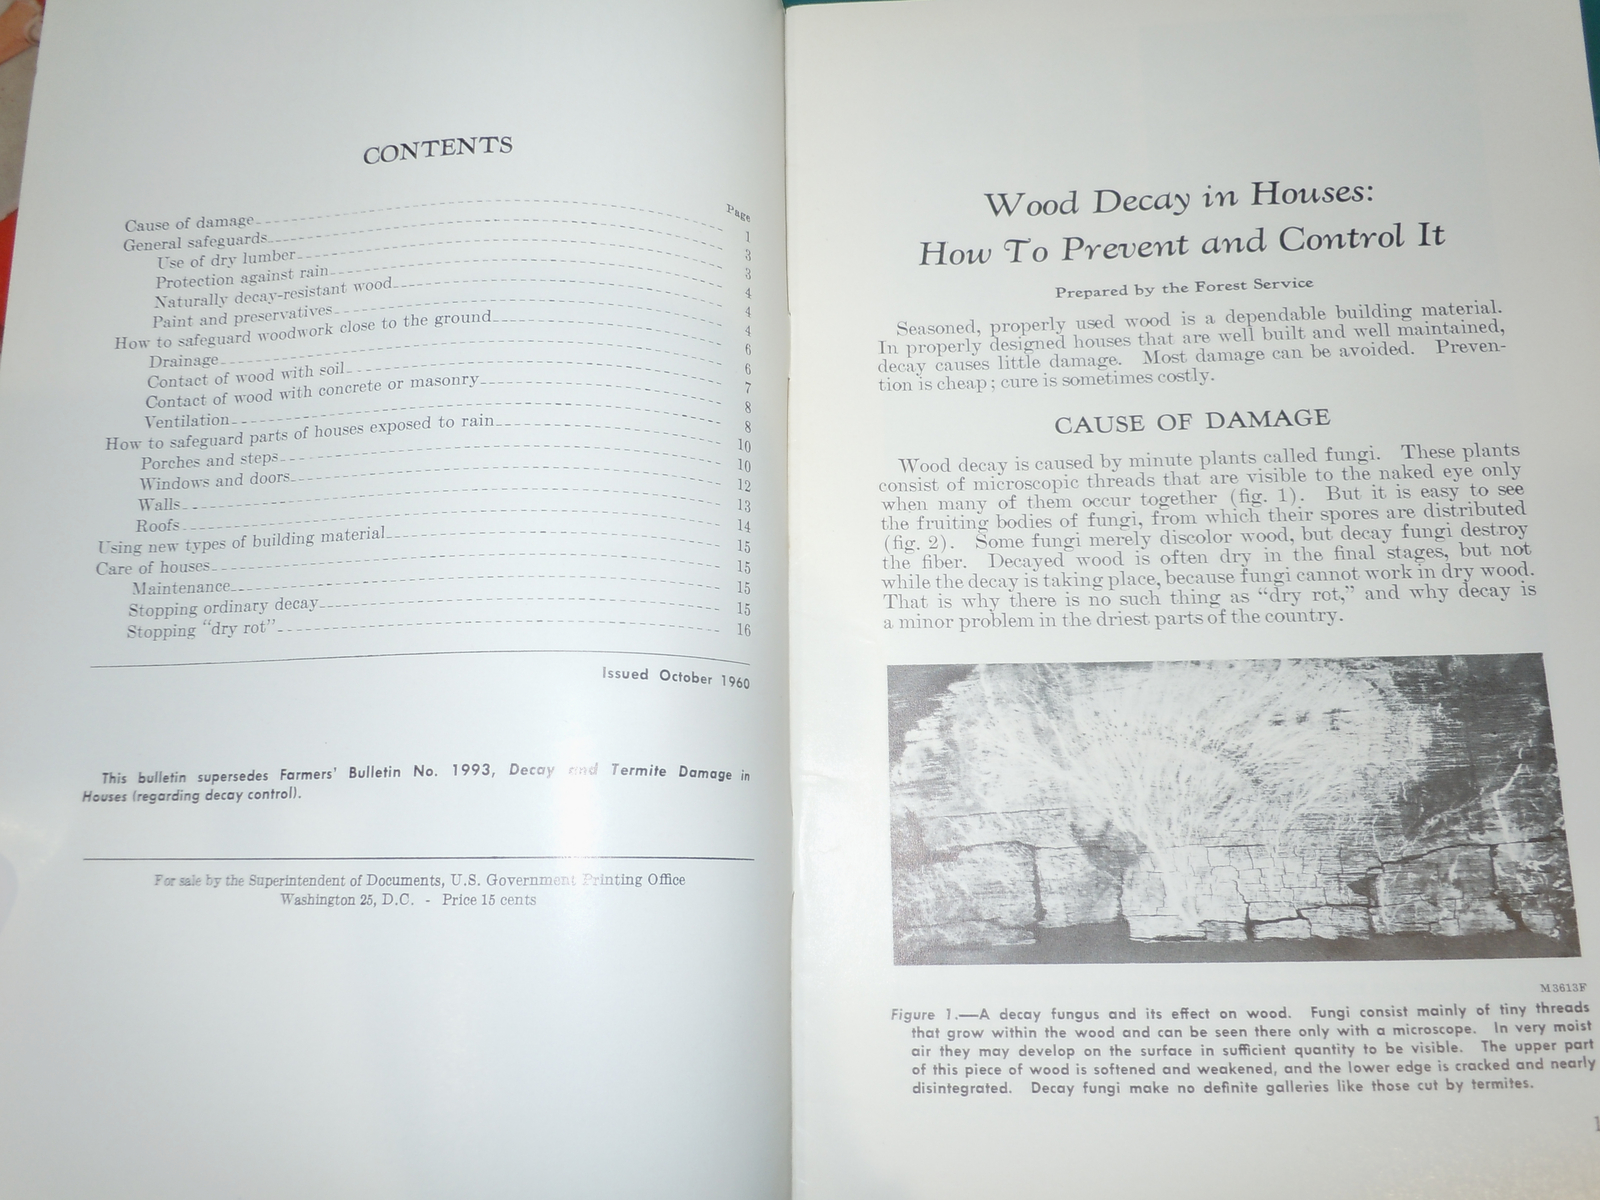 CONTENTS
Page
Cause of damage 1
General safeguards 3
Use of dry lumber 3
Protection against rain 4
Naturally decay-resistant wood 4
Paint and preservatives 4
How to safeguard woodwork close to the ground 6
Drainage 6
Contact of wood with soil 7
Contact of wood with concrete or masonry 8
Ventilation 8
How to safeguard parts of houses exposed to rain 10
Porches and steps 10
Windows and doors 12
Walls 13
Roofs 14
Using new types of building material 15
Care of houses 15
Maintenance 15
Stopping ordinary decay 15
Stopping “dry rot” 16
Issued October 1960
This bulletin supersedes Farmers' Bulletin No. 1993, Decay and Termite Damage in
Houses (regarding decay control).
For sale by the Superintendent of Documents, U.S. Government Printing Office
Washington 25, D.C. - Price 15 cents
Wood Decay in Houses:
How To Prevent and Control It
Prepared by the Forest Service
Seasoned, properly used wood is a dependable building material.
In properly designed houses that are well built and well maintained,
decay causes little damage. Most damage can be avoided. Preven-
tion is cheap; cure is sometimes costly.
CAUSE OF DAMAGE
Wood decay is caused by minute plants called fungi. These plants
consist of microscopic threads that are visible to the naked eye only
when many of them occur together (fig. 1). But it is easy to see
the fruiting bodies of fungi, from which their spores are distributed
(fig. 2). Some fungi merely discolor wood, but decay fungi destroy
the fiber. Decayed wood is often dry in the final stages, but not
while the decay is taking place, because fungi cannot work in dry wood.
That is why there is no such thing as “dry rot,” and why decay is
a minor problem in the driest parts of the country.
M3613F
Figure 1.—A decay fungus and its effect on wood. Fungi consist mainly of tiny threads
that grow within the wood and can be seen there only with a microscope. In very moist
air they may develop on the surface in sufficient quantity to be visible. The upper part
of this piece of wood is softened and weakened, and the lower edge is cracked and nearly
disintegrated. Decay fungi make no definite galleries like those cut by termites.
1